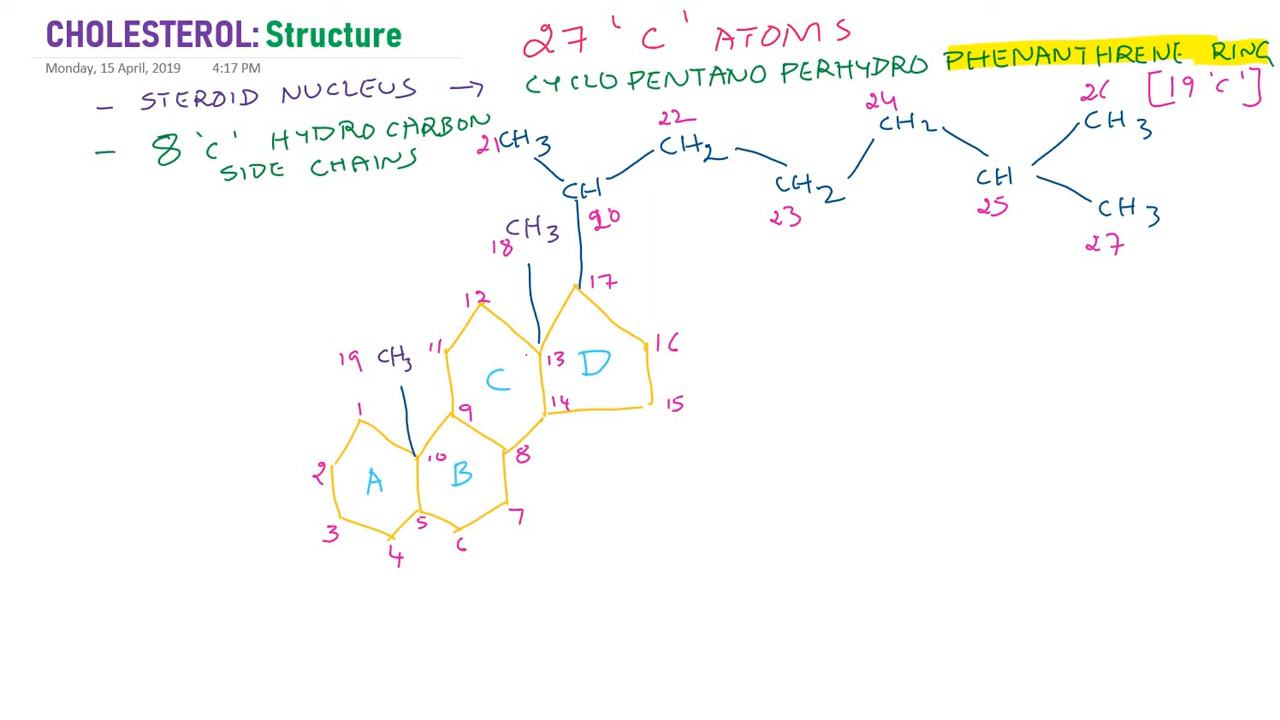 CHOLESTEROL: Structure
Monday, 15 April, 2019 4:17 PM
27 'C' ATOMS
- STEROID NUCLEUS → CYCLO PENTANO PERHYDRO PHENANTHRENE RING
[19 'C']
- 8 'C' HYDROCARBON
SIDE CHAINS
21 CH3
22
CH2
24
CH2
26
CH3
CH
20
CH2
23
CH
25
CH3
27
18 CH3
17
12
19 CH3
11
13
D
16
C
14
15
1
9
10
B
8
2
A
3
5
7
4
6